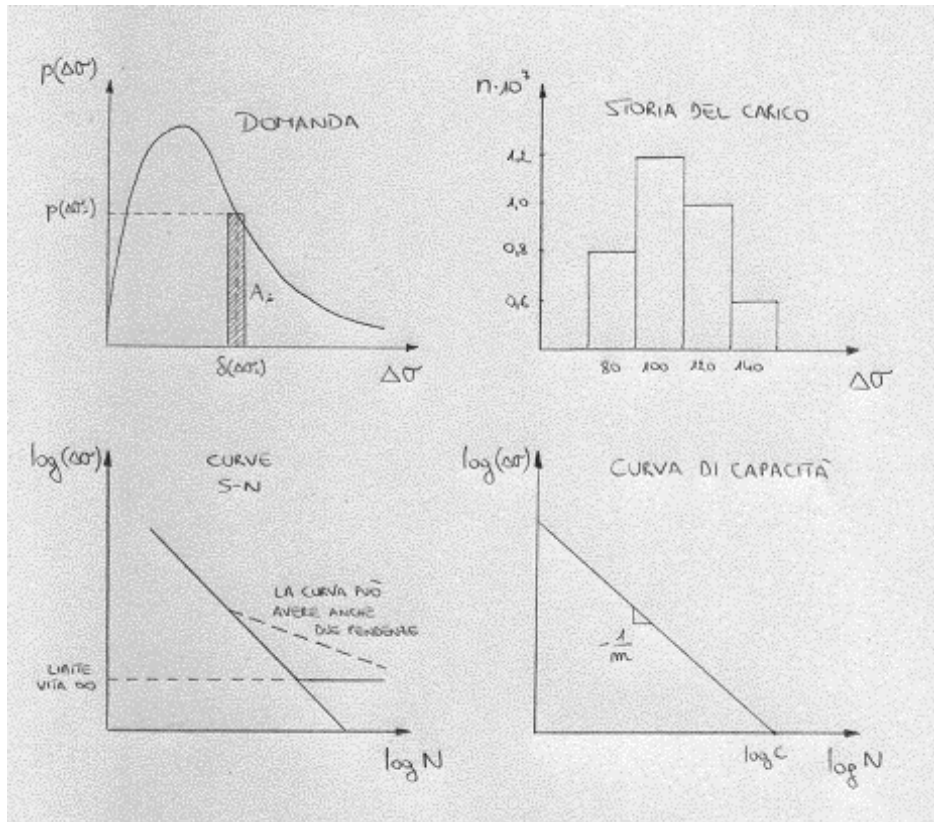 p(Δσ)
DOMANDA
p(Δσᵢ)
Aᵢ
δ(Δσᵢ)
Δσ
n·10⁷
STORIA DEL CARICO
1,2
1,0
0,8
0,6
80 100 120 140
Δσ
log(Δσ)
CURVE
S-N
LA CURVA PUÒ
AVERE ANCHE
DUE PENDENZE
LIMITE
VITA ∞
log N
log(Δσ)
CURVA DI CAPACITÀ
-1/m
log C
log N